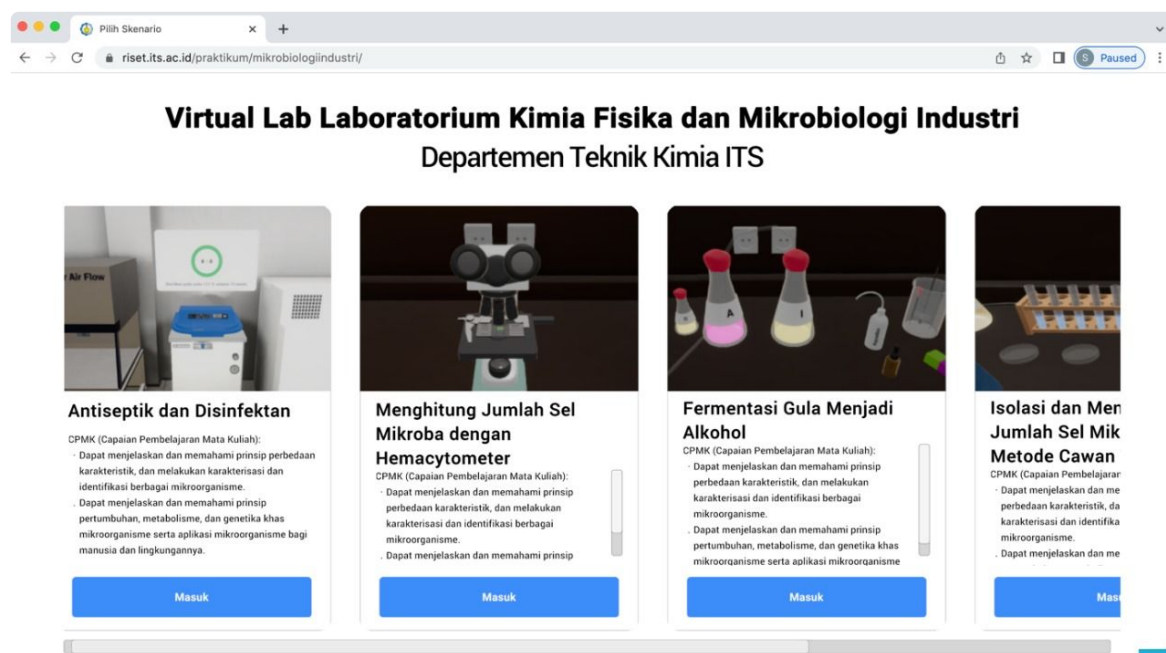 Pilih Skenario
riset.its.ac.id/praktikum/mikrobiologiindustri/
S Paused
Virtual Lab Laboratorium Kimia Fisika dan Mikrobiologi Industri
Departemen Teknik Kimia ITS
Air Flow
A
I
Antiseptik dan Disinfektan
CPMK (Capaian Pembelajaran Mata Kuliah):
· Dapat menjelaskan dan memahami prinsip perbedaan
karakteristik, dan melakukan karakterisasi dan
identifikasi berbagai mikroorganisme.
. Dapat menjelaskan dan memahami prinsip
pertumbuhan, metabolisme, dan genetika khas
mikroorganisme serta aplikasi mikroorganisme bagi
manusia dan lingkungannya.
Masuk
Menghitung Jumlah Sel
Mikroba dengan
Hemacytometer
CPMK (Capaian Pembelajaran Mata Kuliah):
· Dapat menjelaskan dan memahami prinsip
perbedaan karakteristik, dan melakukan
karakterisasi dan identifikasi berbagai
mikroorganisme.
. Dapat menjelaskan dan memahami prinsip
Masuk
Fermentasi Gula Menjadi
Alkohol
CPMK (Capaian Pembelajaran Mata Kuliah):
· Dapat menjelaskan dan memahami prinsip
perbedaan karakteristik, dan melakukan
karakterisasi dan identifikasi berbagai
mikroorganisme.
. Dapat menjelaskan dan memahami prinsip
pertumbuhan, metabolisme, dan genetika khas
mikroorganisme serta aplikasi mikroorganisme
Masuk
Isolasi dan Men
Jumlah Sel Mik
Metode Cawan
CPMK (Capaian Pembelajaran
· Dapat menjelaskan dan me
perbedaan karakteristik, da
karakterisasi dan identifika
mikroorganisme.
. Dapat menjelaskan dan me
Mas